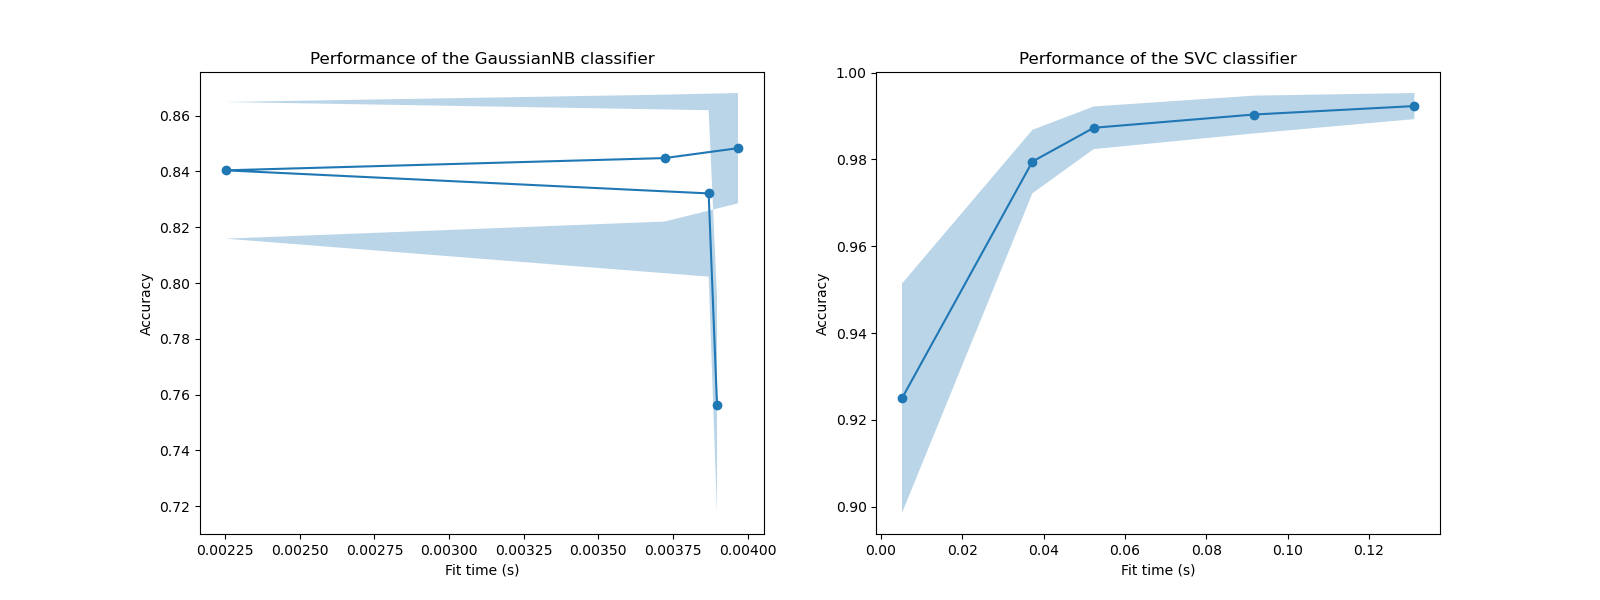 Performance of the GaussianNB classifier
0.86
0.84
0.82
0.80
0.78
0.76
0.74
0.72
Accuracy
0.00225 0.00250 0.00275 0.00300 0.00325 0.00350 0.00375 0.00400
Fit time (s)
Performance of the SVC classifier
1.00
0.98
0.96
0.94
0.92
0.90
Accuracy
0.00 0.02 0.04 0.06 0.08 0.10 0.12
Fit time (s)